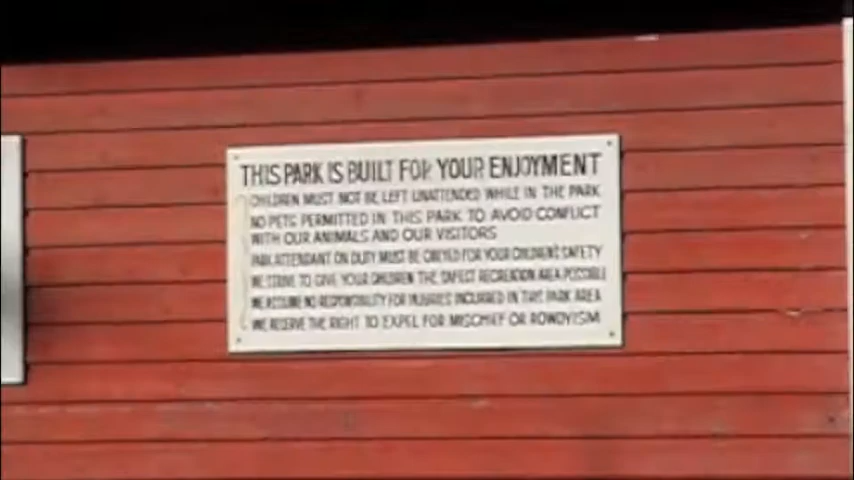 THIS PARK IS BUILT FOR YOUR ENJOYMENT
CHILDREN MUST NOT BE LEFT UNATTENDED WHILE IN THE PARK
NO PETS PERMITTED IN THIS PARK TO AVOID CONFLICT
WITH OUR ANIMALS AND OUR VISITORS
PARK ATTENDANT ON DUTY MUST BE OBEYED FOR YOUR CHILDREN'S SAFETY
WE STRIVE TO GIVE YOUR CHILDREN THE SAFEST RECREATION AREA POSSIBLE
WE ASSUME NO RESPONSIBILITY FOR INJURIES INCURRED IN THIS PARK AREA
WE RESERVE THE RIGHT TO EXPEL FOR MISCHIEF OR ROWDYISM